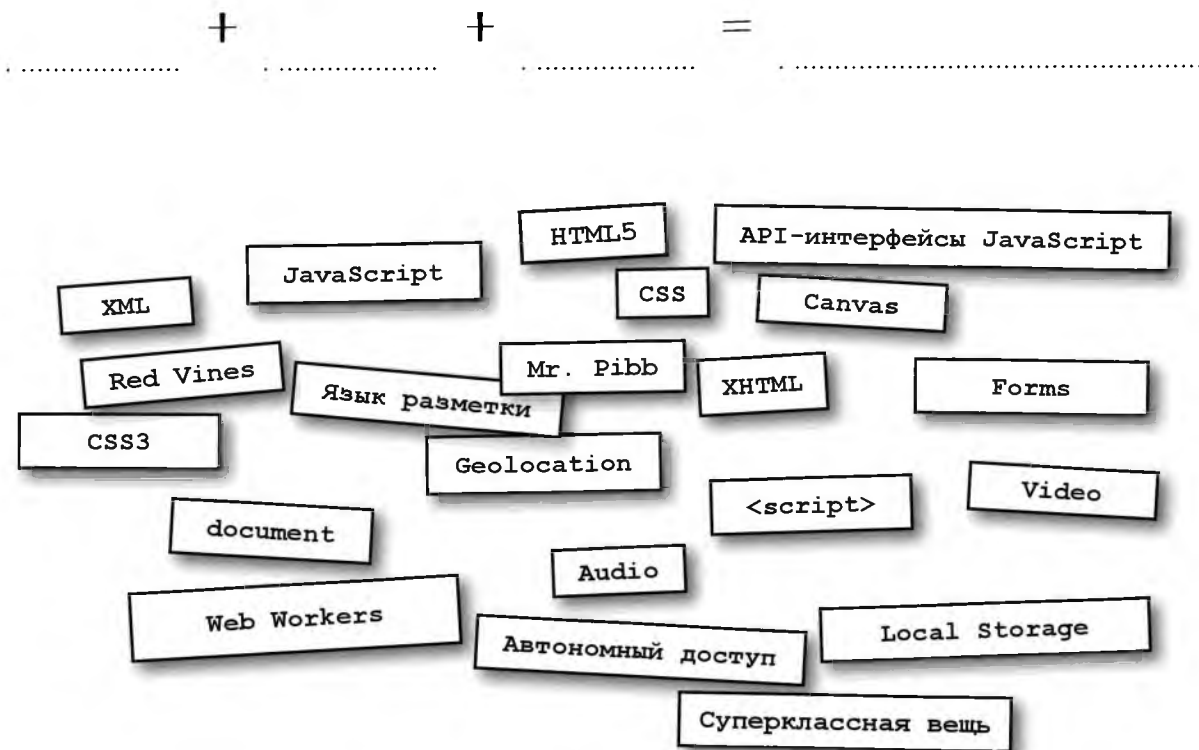 + + =
HTML5
API-интерфейсы JavaScript
JavaScript
CSS
Canvas
XML
Mr. Pibb
Red Vines
Язык разметки
XHTML
Forms
CSS3
Geolocation
Video
<script>
document
Audio
Web Workers
Автономный доступ
Local Storage
Суперклассная вещь